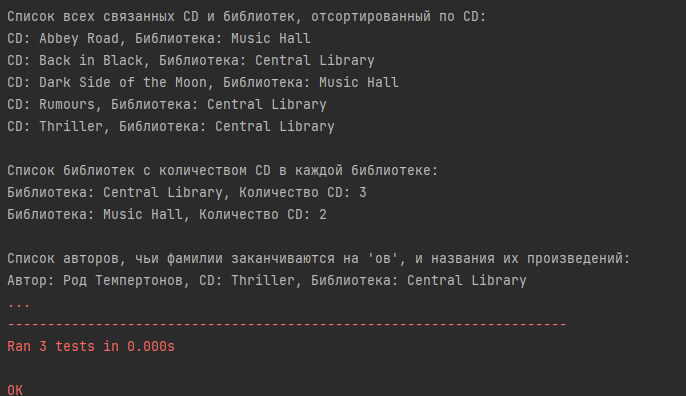 Список всех связанных CD и библиотек, отсортированный по CD:
CD: Abbey Road, Библиотека: Music Hall
CD: Back in Black, Библиотека: Central Library
CD: Dark Side of the Moon, Библиотека: Music Hall
CD: Rumours, Библиотека: Central Library
CD: Thriller, Библиотека: Central Library
Список библиотек с количеством CD в каждой библиотеке:
Библиотека: Central Library, Количество CD: 3
Библиотека: Music Hall, Количество CD: 2
Список авторов, чьи фамилии заканчиваются на 'ов', и названия их произведений:
Автор: Род Темпертонов, CD: Thriller, Библиотека: Central Library
...
----------------------------------------------------------------------
Ran 3 tests in 0.000s
OK